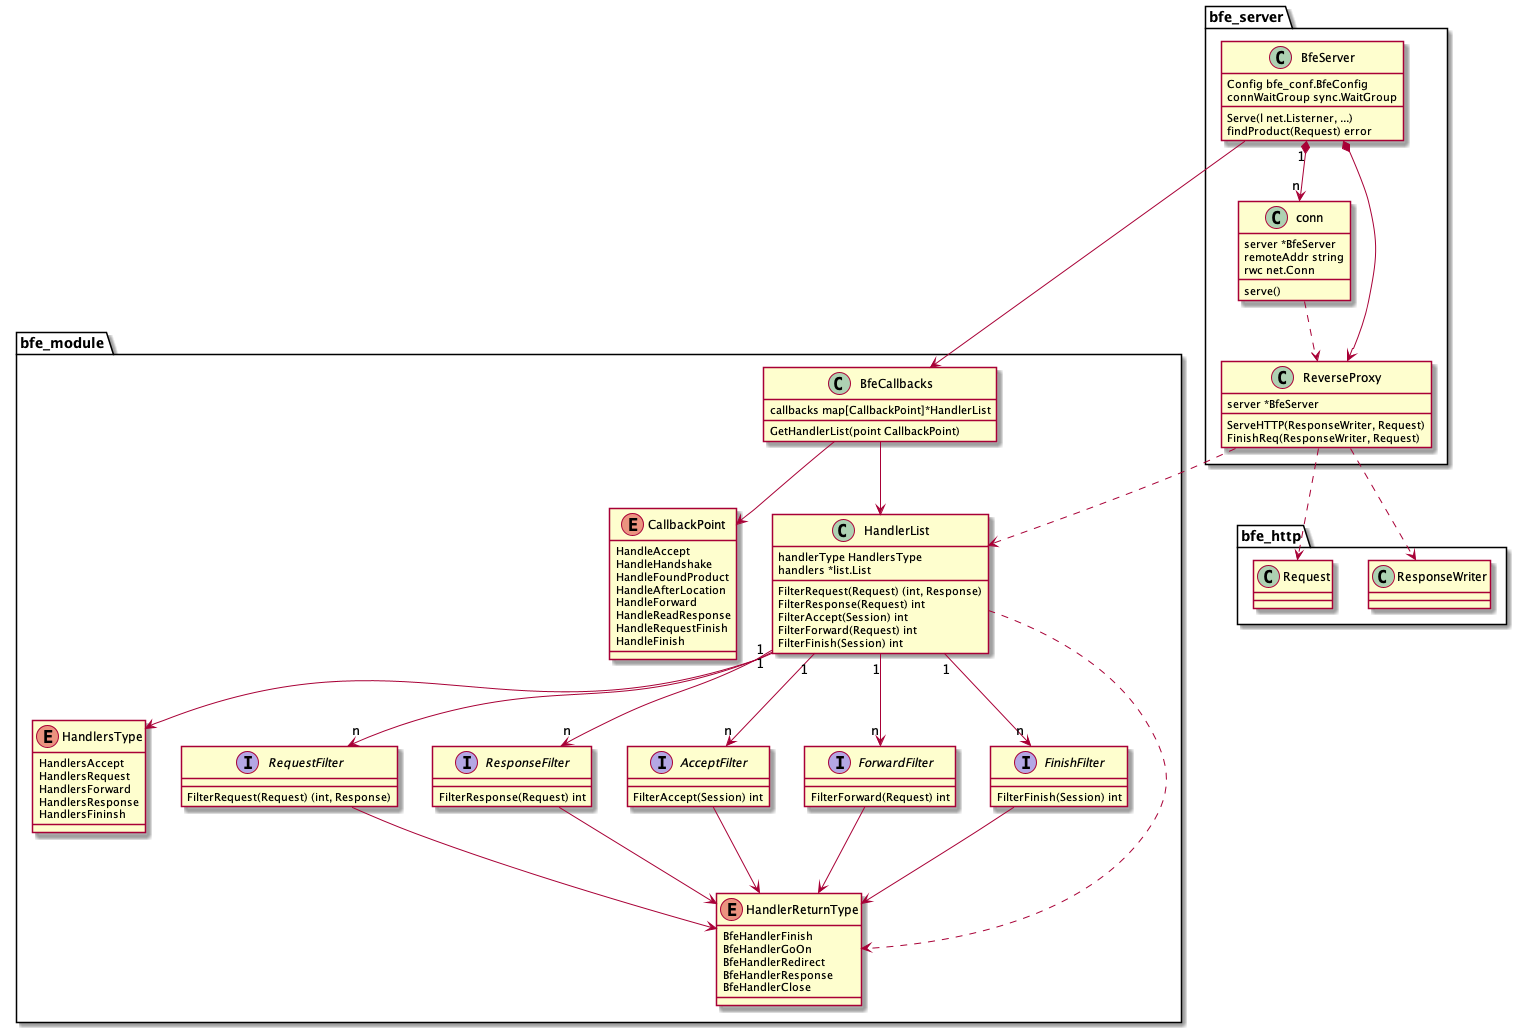 bfe_server
C BfeServer
Config bfe_conf.BfeConfig
connWaitGroup sync.WaitGroup
Serve(l net.Listerner, ...)
findProduct(Request) error
1
n
C conn
server *BfeServer
remoteAddr string
rwc net.Conn
serve()
C ReverseProxy
server *BfeServer
ServeHTTP(ResponseWriter, Request)
FinishReq(ResponseWriter, Request)
bfe_module
C BfeCallbacks
callbacks map[CallbackPoint]*HandlerList
GetHandlerList(point CallbackPoint)
E CallbackPoint
HandleAccept
HandleHandshake
HandleFoundProduct
HandleAfterLocation
HandleForward
HandleReadResponse
HandleRequestFinish
HandleFinish
C HandlerList
handlerType HandlersType
handlers *list.List
FilterRequest(Request) (int, Response)
FilterResponse(Request) int
FilterAccept(Session) int
FilterForward(Request) int
FilterFinish(Session) int
bfe_http
C Request
C ResponseWriter
1
1
1
1
1
n
n
n
n
n
E HandlersType
HandlersAccept
HandlersRequest
HandlersForward
HandlersResponse
HandlersFininsh
I RequestFilter
FilterRequest(Request) (int, Response)
I ResponseFilter
FilterResponse(Request) int
I AcceptFilter
FilterAccept(Session) int
I ForwardFilter
FilterForward(Request) int
I FinishFilter
FilterFinish(Session) int
E HandlerReturnType
BfeHandlerFinish
BfeHandlerGoOn
BfeHandlerRedirect
BfeHandlerResponse
BfeHandlerClose